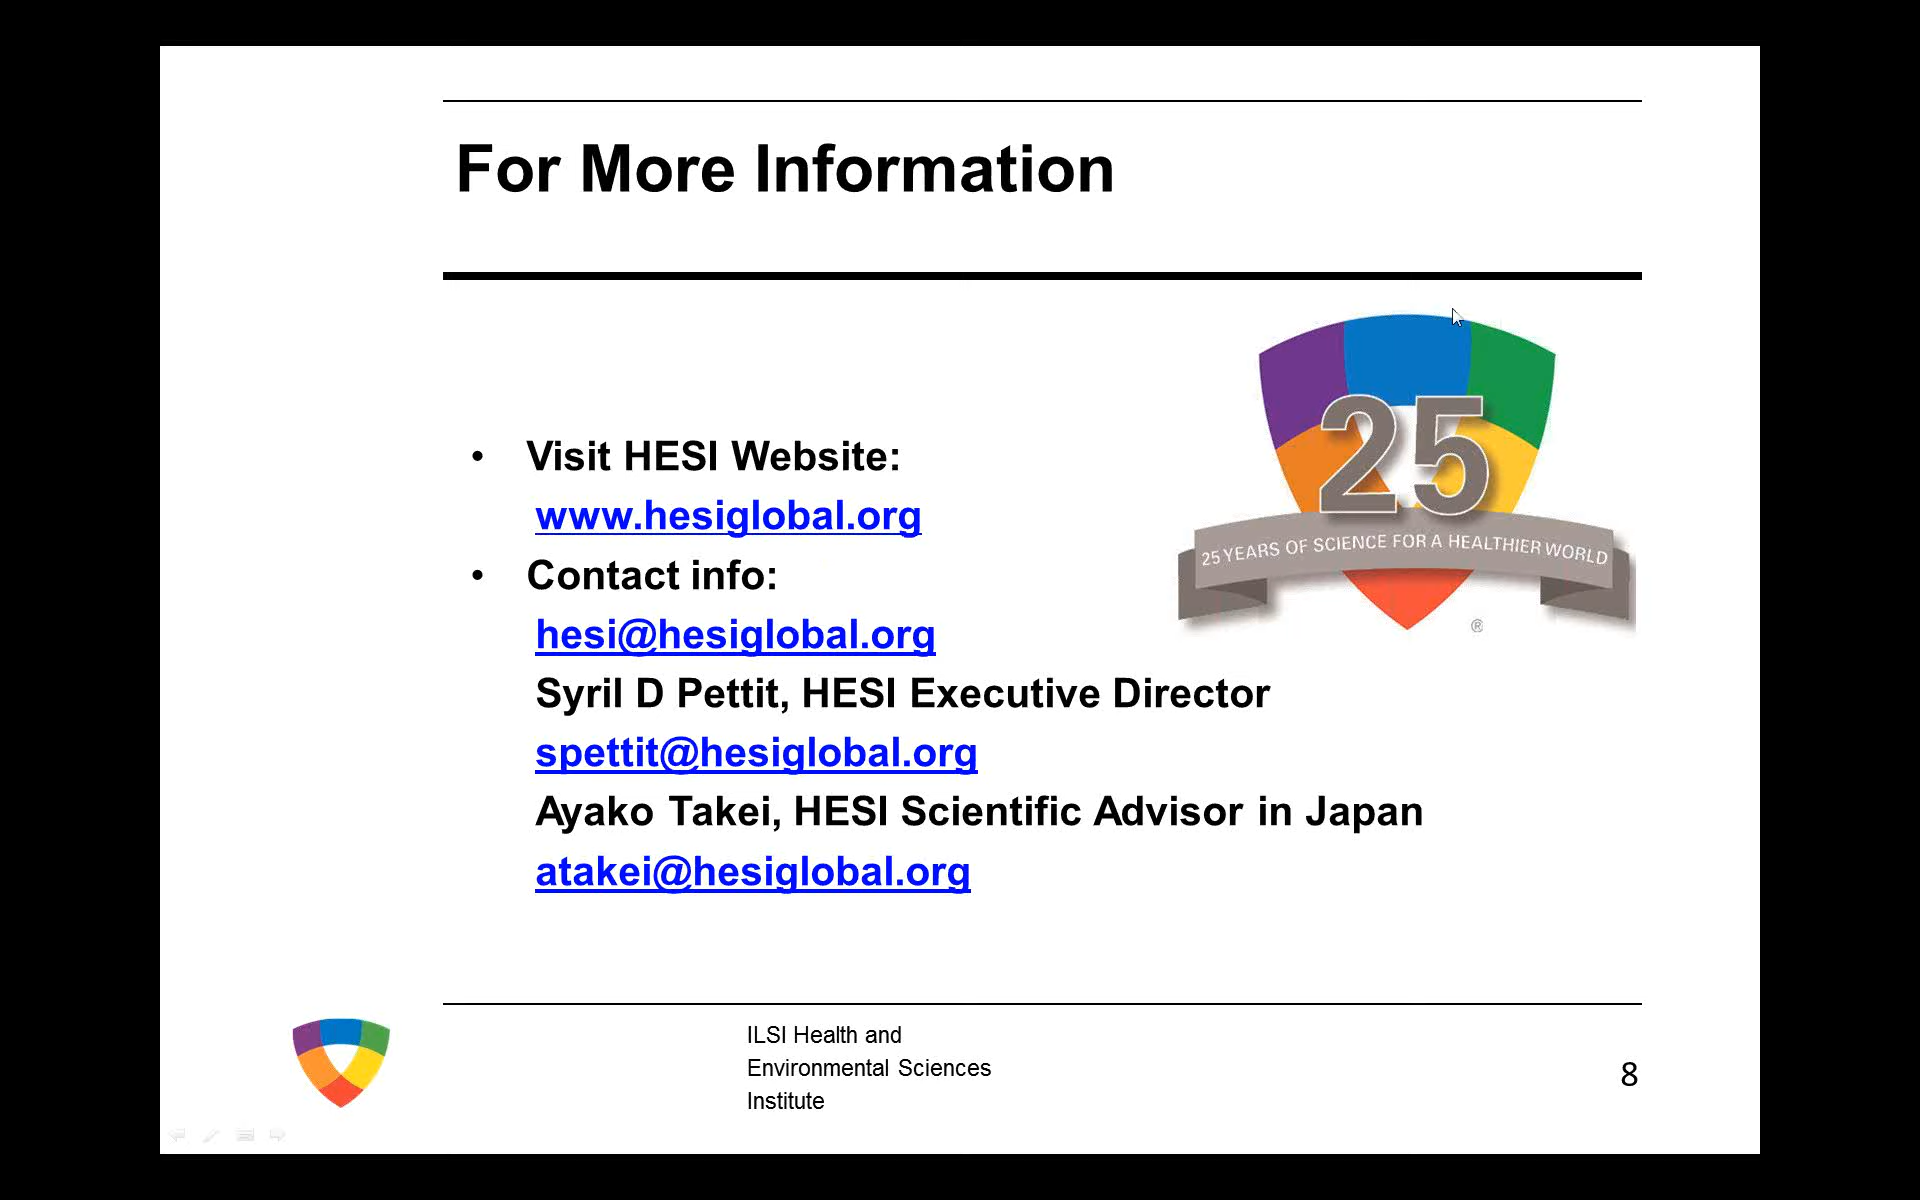 For More Information
• Visit HESI Website:
www.hesiglobal.org
• Contact info:
hesi@hesiglobal.org
Syril D Pettit, HESI Executive Director
spettit@hesiglobal.org
Ayako Takei, HESI Scientific Advisor in Japan
atakei@hesiglobal.org
25
25 YEARS OF SCIENCE FOR A HEALTHIER WORLD
®
ILSI Health and
Environmental Sciences
Institute
8